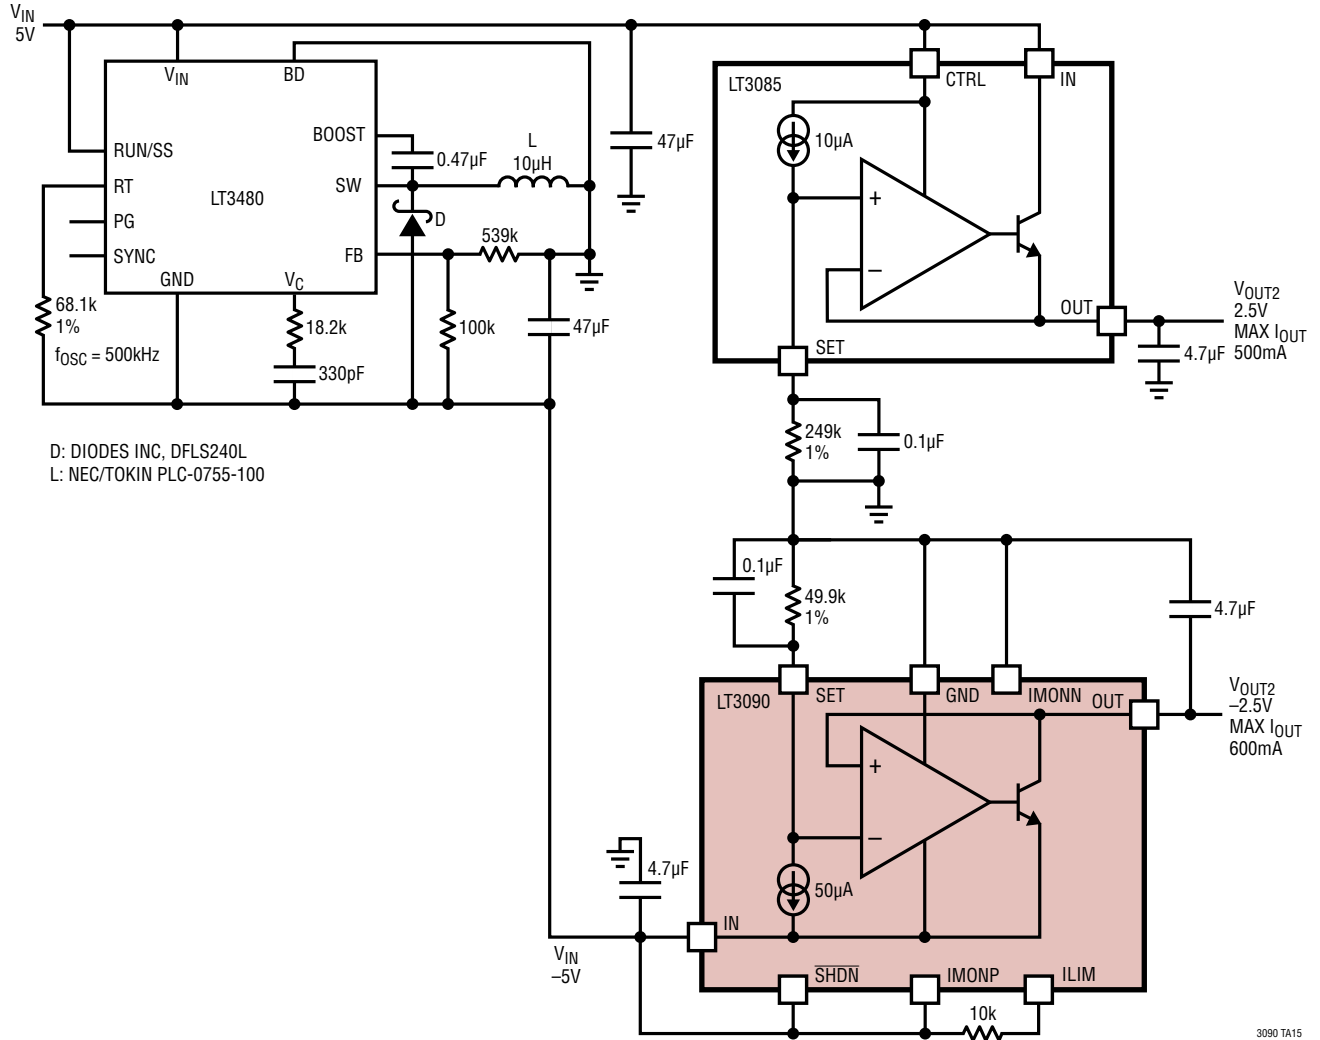 VIN
5V
VIN
BD
BOOST
RUN/SS
RT
PG
SYNC
LT3480
SW
FB
GND
VC
0.47µF
L
10µH
D
539k
68.1k
1%
fOSC = 500kHz
18.2k
330pF
100k
47µF
47µF
D: DIODES INC, DFLS240L
L: NEC/TOKIN PLC-0755-100
LT3085
CTRL
IN
10µA
+
–
OUT
SET
VOUT2
2.5V
MAX IOUT
500mA
4.7µF
249k
1%
0.1µF
0.1µF
49.9k
1%
4.7µF
LT3090
SET
GND
IMONN
OUT
VOUT2
–2.5V
MAX IOUT
600mA
+
–
50µA
4.7µF
IN
VIN
–5V
SHDN
IMONP
ILIM
10k
3090 TA15